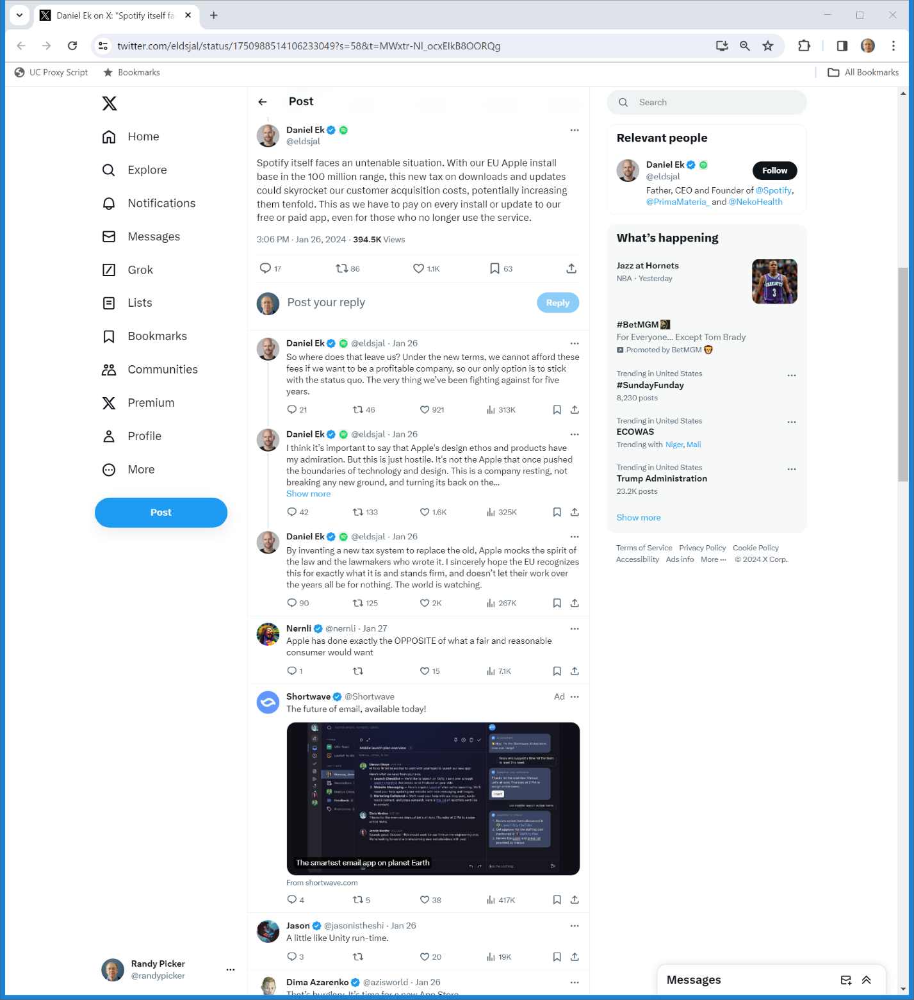 Daniel Ek on X: "Spotify itself fa
twitter.com/eldsjal/status/1750988514106233049?s=58&t=MWxtr-Nl_ocxEIkB8OORQg
UC Proxy Script
Bookmarks
All Bookmarks
Home
Explore
Notifications
Messages
Grok
Lists
Bookmarks
Communities
Premium
Profile
More
Post
Randy Picker
@randypicker
Post
Daniel Ek
@eldsjal
Spotify itself faces an untenable situation. With our EU Apple install
base in the 100 million range, this new tax on downloads and updates
could skyrocket our customer acquisition costs, potentially increasing
them tenfold. This as we have to pay on every install or update to our
free or paid app, even for those who no longer use the service.
3:06 PM · Jan 26, 2024 · 394.5K Views
17 86 1.1K 63
Post your reply
Reply
Daniel Ek @eldsjal · Jan 26
So where does that leave us? Under the new terms, we cannot afford these
fees if we want to be a profitable company, so our only option is to stick
with the status quo. The very thing we’ve been fighting against for five
years.
21 46 921 313K
Daniel Ek @eldsjal · Jan 26
I think it’s important to say that Apple's design ethos and products have
my admiration. But this is just hostile. It's not the Apple that once pushed
the boundaries of technology and design. This is a company resting, not
breaking any new ground, and turning its back on the...
Show more
42 133 1.6K 325K
Daniel Ek @eldsjal · Jan 26
By inventing a new tax system to replace the old, Apple mocks the spirit of
the law and the lawmakers who wrote it. I sincerely hope the EU recognizes
this for exactly what it is and stands firm, and doesn’t let their work over
the years all be for nothing. The world is watching.
90 125 2K 267K
Nernli @nernli · Jan 27
Apple has done exactly the OPPOSITE of what a fair and reasonable
consumer would want
1 15 7.1K
Shortwave @Shortwave Ad
The future of email, available today!
Mobile launch plan overview
The smartest email app on planet Earth
From shortwave.com
4 5 38 417K
Jason @jasonistheshi · Jan 26
A little like Unity run-time.
3 20 19K
Dima Azarenko @azisworld · Jan 26
That's burglary. It's time for a new App Store
Search
Relevant people
Daniel Ek
@eldsjal
Follow
Father, CEO and Founder of @Spotify,
@PrimaMateria_ and @NekoHealth
What’s happening
Jazz at Hornets
NBA · Yesterday
CHARLOTTE
3
#BetMGM
For Everyone... Except Tom Brady
Promoted by BetMGM
Trending in United States
#SundayFunday
8,230 posts
Trending in United States
ECOWAS
Trending with Niger, Mali
Trending in United States
Trump Administration
23.2K posts
Show more
Terms of Service Privacy Policy Cookie Policy
Accessibility Ads info More ··· © 2024 X Corp.
Messages